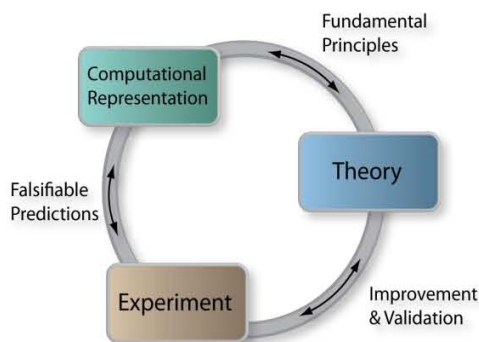 Fundamental
Principles
Computational
Representation
Theory
Falsifiable
Predictions
Experiment
Improvement
& Validation